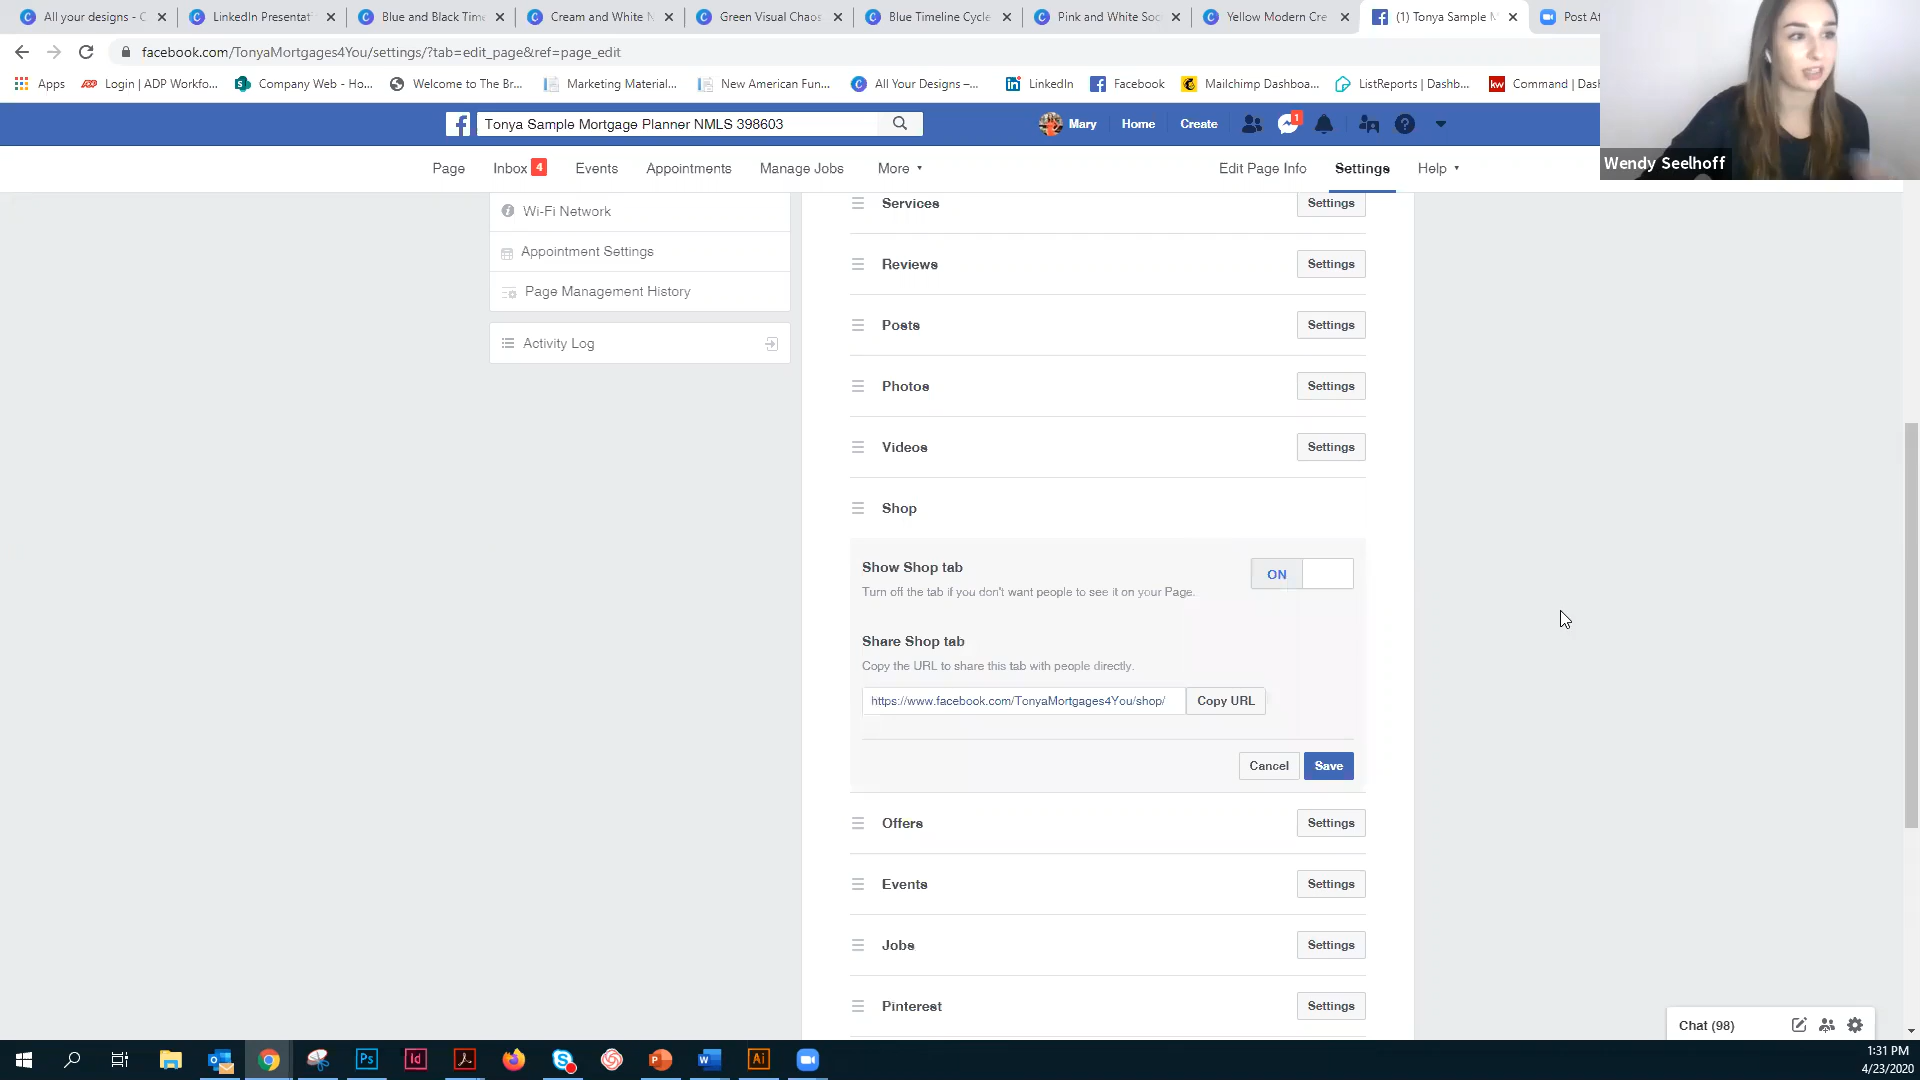 All your designs - C
LinkedIn Presentat
Blue and Black Time
Cream and White N
Green Visual Chaos
Blue Timeline Cycle
Pink and White Soc
Yellow Modern Cre
(1) Tonya Sample M
Post At
facebook.com/TonyaMortgages4You/settings/?tab=edit_page&ref=page_edit
Apps
Login | ADP Workfo...
Company Web - Ho...
Welcome to The Br...
Marketing Material...
New American Fun...
All Your Designs –...
LinkedIn
Facebook
Mailchimp Dashboa...
ListReports | Dashb...
Command | Das
Wendy Seelhoff
Tonya Sample Mortgage Planner NMLS 398603
Mary
Home
Create
1
Page
Inbox 4
Events
Appointments
Manage Jobs
More
Edit Page Info
Settings
Help
Wi-Fi Network
Appointment Settings
Page Management History
Activity Log
Services
Settings
Reviews
Settings
Posts
Settings
Photos
Settings
Videos
Settings
Shop
Show Shop tab
ON
Turn off the tab if you don't want people to see it on your Page.
Share Shop tab
Copy the URL to share this tab with people directly.
https://www.facebook.com/TonyaMortgages4You/shop/
Copy URL
Cancel
Save
Offers
Settings
Events
Settings
Jobs
Settings
Pinterest
Settings
Chat (98)
1:31 PM
4/23/2020